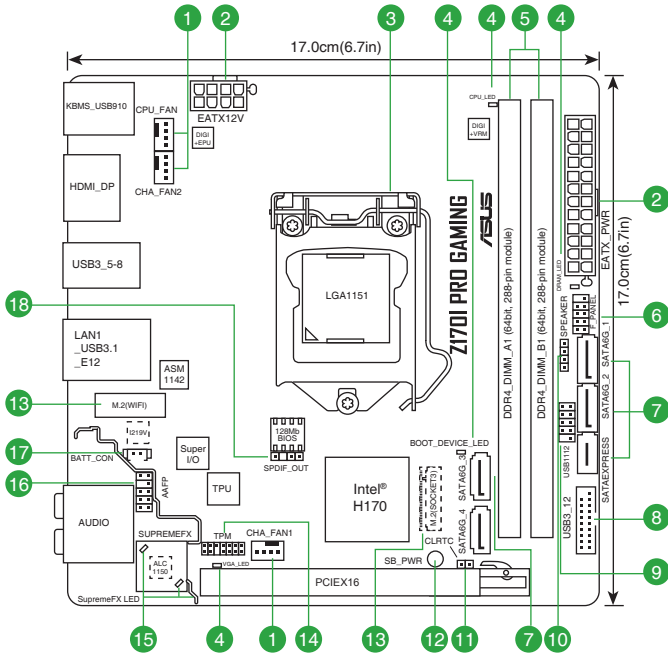 1
2
3
4
4
5
4
17.0cm(6.7in)
KBMS_USB910
CPU_FAN
DIGI
+EPU
EATX12V
CPU_LED
DIGI
+VRM
HDMI_DP
CHA_FAN2
2
EATX_PWR
17.0cm(6.7in)
USB3_5-8
LGA1151
Z170I PRO GAMING
ASUS
DDR4_DIMM_A1 (64bit, 288-pin module)
DDR4_DIMM_B1 (64bit, 288-pin module)
DRAM_LED
SPEAKER
F_PANEL
6
18
LAN1
_USB3.1
_E12
ASM
1142
SATA6G_1
SATA6G_2
7
13
M.2(WIFI)
I219V
17
BATT_CON
Super
I/O
128Mb
BIOS
SPDIF_OUT
BOOT_DEVICE_LED
USB1112
SATAEXPRESS
16
AAFP
TPU
Intel®
H170
M.2(SOCKET3)
SATA6G_3
USB3_12
8
AUDIO
SUPREMEFX
TPM
CHA_FAN1
SATA6G_4
CLRTC
9
ALC
1150
VGA_LED
SB_PWR
PCIEX16
SupremeFX LED
15
4
1
14
13
12
11
7
10